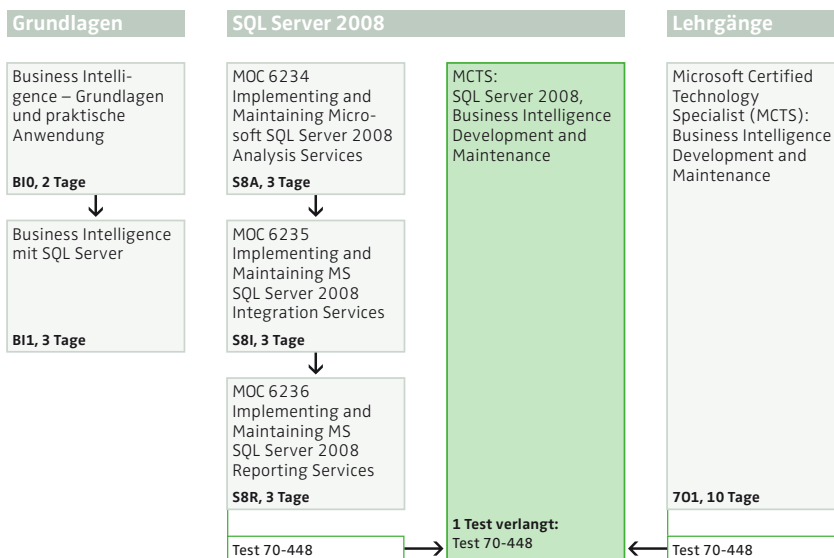 Grundlagen
Business Intelli-
gence – Grundlagen
und praktische
Anwendung
BI0, 2 Tage
Business Intelligence
mit SQL Server
BI1, 3 Tage
SQL Server 2008
MOC 6234
Implementing and
Maintaining Micro-
soft SQL Server 2008
Analysis Services
S8A, 3 Tage
MOC 6235
Implementing and
Maintaining MS
SQL Server 2008
Integration Services
S8I, 3 Tage
MOC 6236
Implementing and
Maintaining MS
SQL Server 2008
Reporting Services
S8R, 3 Tage
Test 70-448
MCTS:
SQL Server 2008,
Business Intelligence
Development and
Maintenance
1 Test verlangt:
Test 70-448
Lehrgänge
Microsoft Certified
Technology
Specialist (MCTS):
Business Intelligence
Development and
Maintenance
701, 10 Tage
Test 70-448